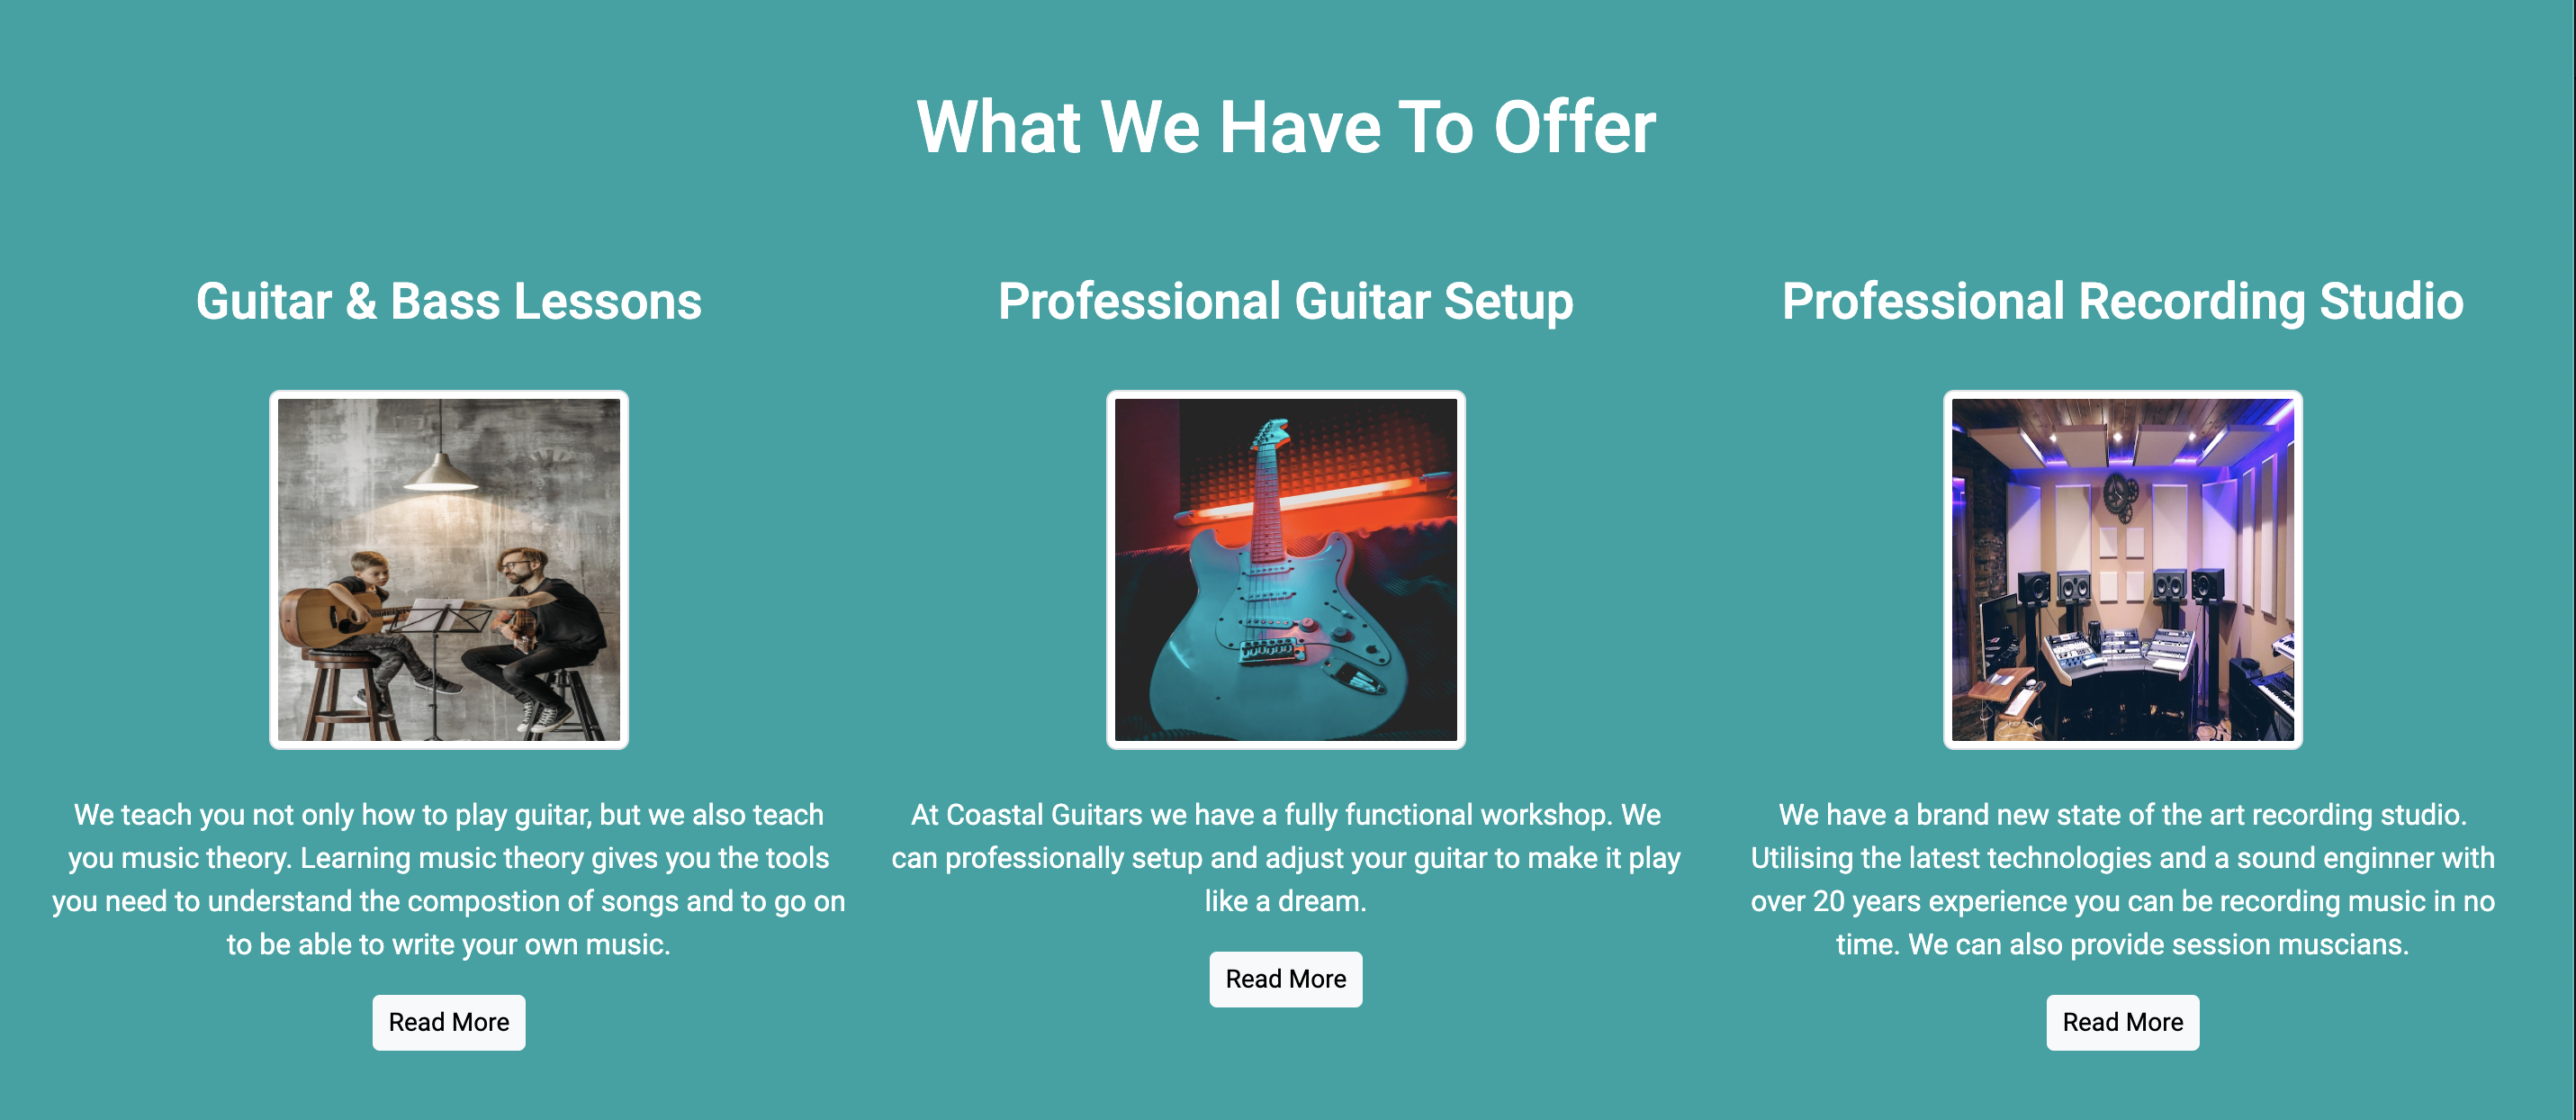 What We Have To Offer
Guitar & Bass Lessons
We teach you not only how to play guitar, but we also teach
you music theory. Learning music theory gives you the tools
you need to understand the compostion of songs and to go on
to be able to write your own music.
Read More
Professional Guitar Setup
At Coastal Guitars we have a fully functional workshop. We
can professionally setup and adjust your guitar to make it play
like a dream.
Read More
Professional Recording Studio
We have a brand new state of the art recording studio.
Utilising the latest technologies and a sound enginner with
over 20 years experience you can be recording music in no
time. We can also provide session muscians.
Read More